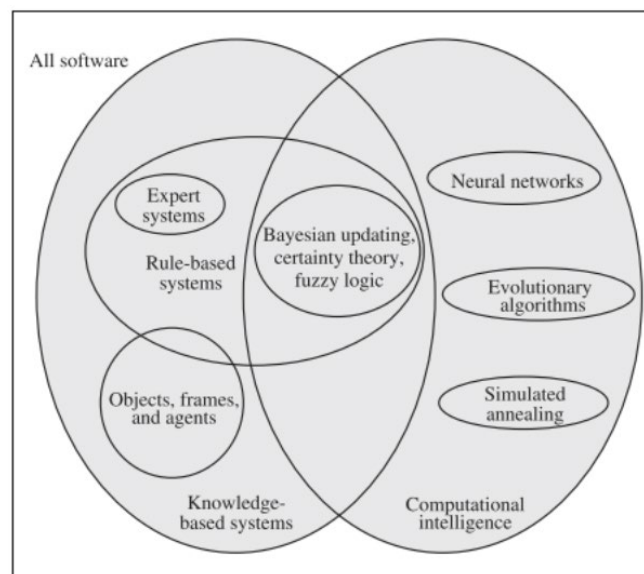 All software
Expert
systems
Rule-based
systems
Bayesian updating,
certainty theory,
fuzzy logic
Objects, frames,
and agents
Knowledge-
based systems
Neural networks
Evolutionary
algorithms
Simulated
annealing
Computational
intelligence